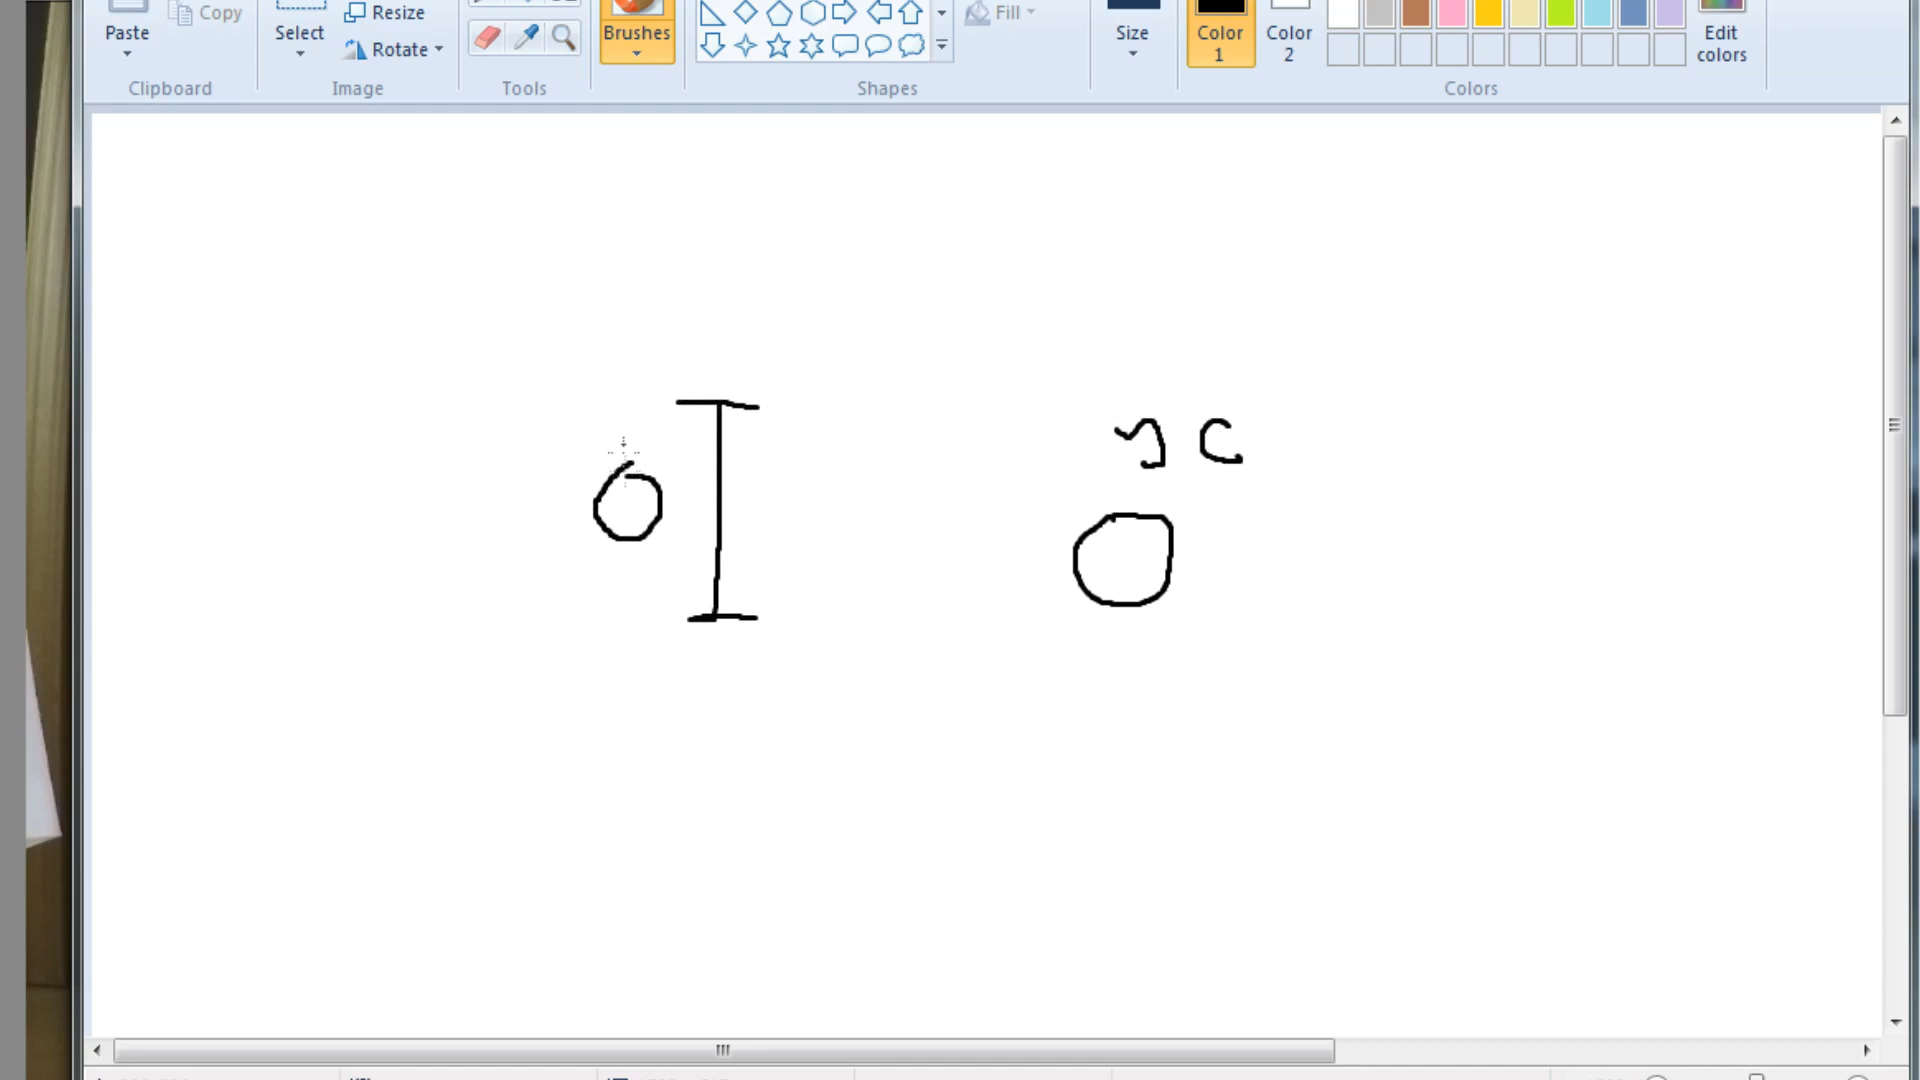 Paste
Copy
Select
Resize
Rotate
Brushes
Fill
Size
Color 1
Color 2
Edit colors
Clipboard
Image
Tools
Shapes
Colors